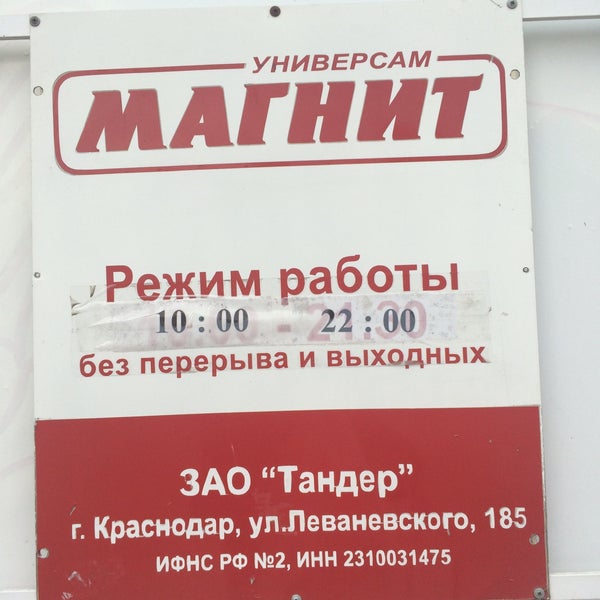 УНИВЕРСАМ
МАГНИТ
Режим работы
10 : 00 - 22 : 00
без перерыва и выходных
ЗАО “Тандер”
г. Краснодар, ул.Леваневского, 185
ИФНС РФ №2, ИНН 2310031475